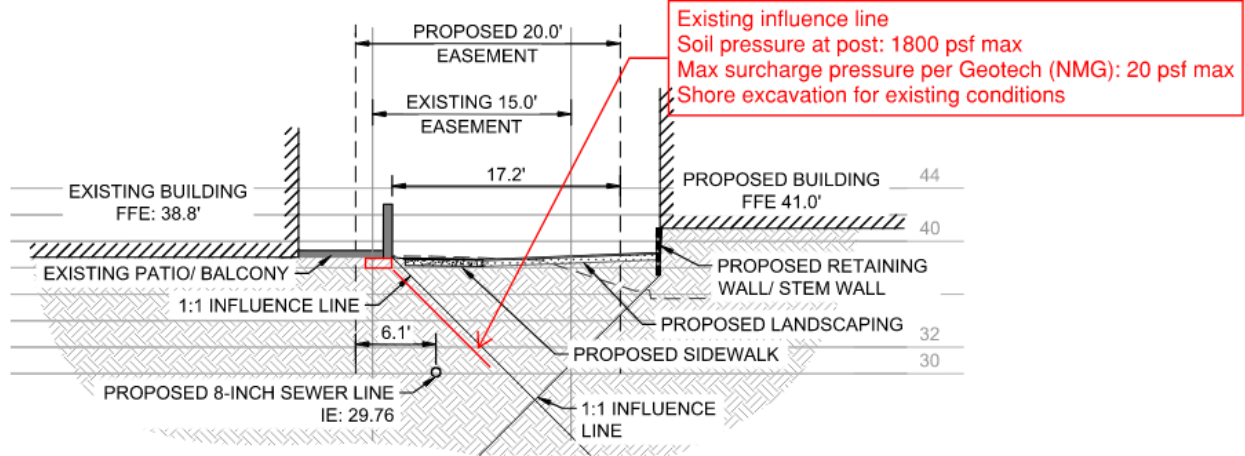 Existing influence line
Soil pressure at post: 1800 psf max
Max surcharge pressure per Geotech (NMG): 20 psf max
Shore excavation for existing conditions
PROPOSED 20.0'
EASEMENT
EXISTING 15.0'
EASEMENT
17.2'
EXISTING BUILDING
FFE: 38.8'
PROPOSED BUILDING
FFE 41.0'
44
40
EXISTING PATIO/ BALCONY
PROPOSED RETAINING
WALL/ STEM WALL
1:1 INFLUENCE LINE
PROPOSED LANDSCAPING
6.1'
32
PROPOSED SIDEWALK
30
PROPOSED 8-INCH SEWER LINE
IE: 29.76
1:1 INFLUENCE
LINE